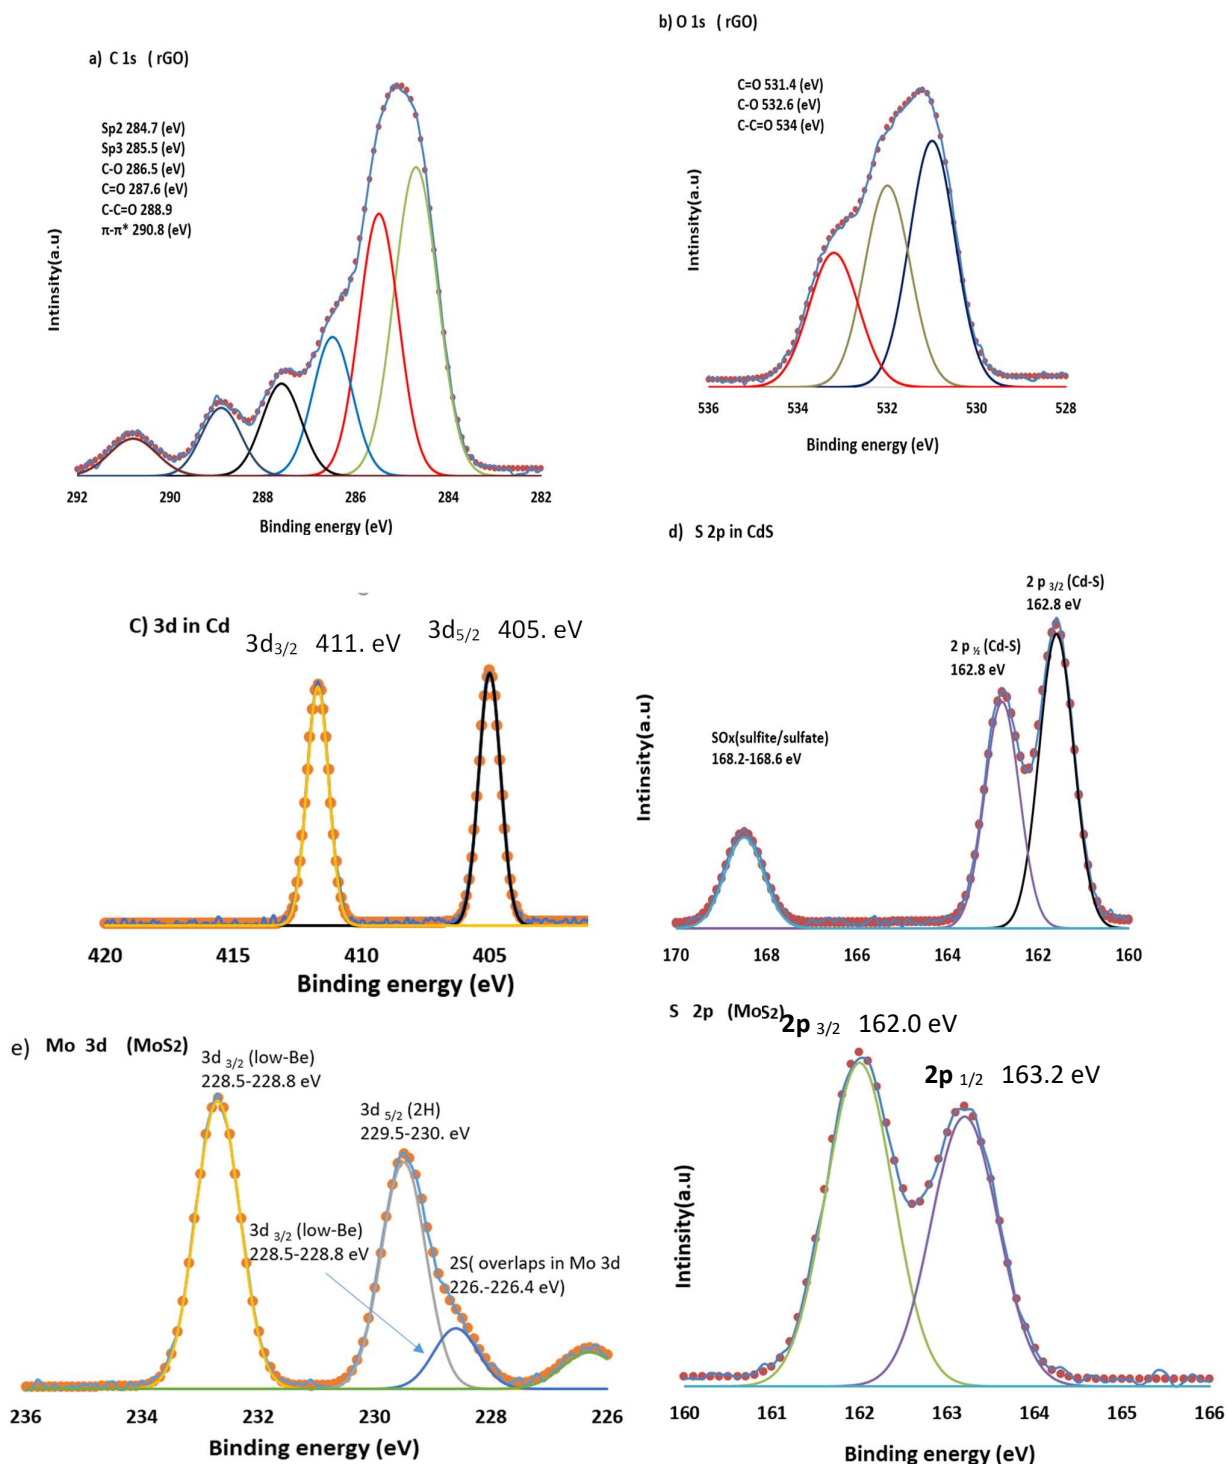 a) C 1s ( rGO)
Sp2 284.7 (eV)
Sp3 285.5 (eV)
C-O 286.5 (eV)
C=O 287.6 (eV)
C-C=O 288.9
π-π* 290.8 (eV)
Intinsity(a.u)
292 290 288 286 284 282
Binding energy (eV)
b) O 1s ( rGO)
C=O 531.4 (eV)
C-O 532.6 (eV)
C-C=O 534 (eV)
Intinsity(a.u)
536 534 532 530 528
Binding energy (eV)
C) 3d in Cd
3d3/2 411. eV
3d5/2 405. eV
420 415 410 405
Binding energy (eV)
d) S 2p in CdS
2 p 3/2 (Cd-S)
162.8 eV
2 p ½ (Cd-S)
162.8 eV
SOx(sulfite/sulfate)
168.2-168.6 eV
Intinsity(a.u)
170 168 166 164 162 160
Binding energy (eV)
e) Mo 3d (MoS2)
3d 3/2 (low-Be)
228.5-228.8 eV
3d 5/2 (2H)
229.5-230. eV
3d 3/2 (low-Be)
228.5-228.8 eV
2S( overlaps in Mo 3d
226.-226.4 eV)
236 234 232 230 228 226
Binding energy (eV)
S 2p (MoS2)
2p 3/2 162.0 eV
2p 1/2 163.2 eV
Intinsity(a.u)
160 161 162 163 164 165 166
Binding energy (eV)